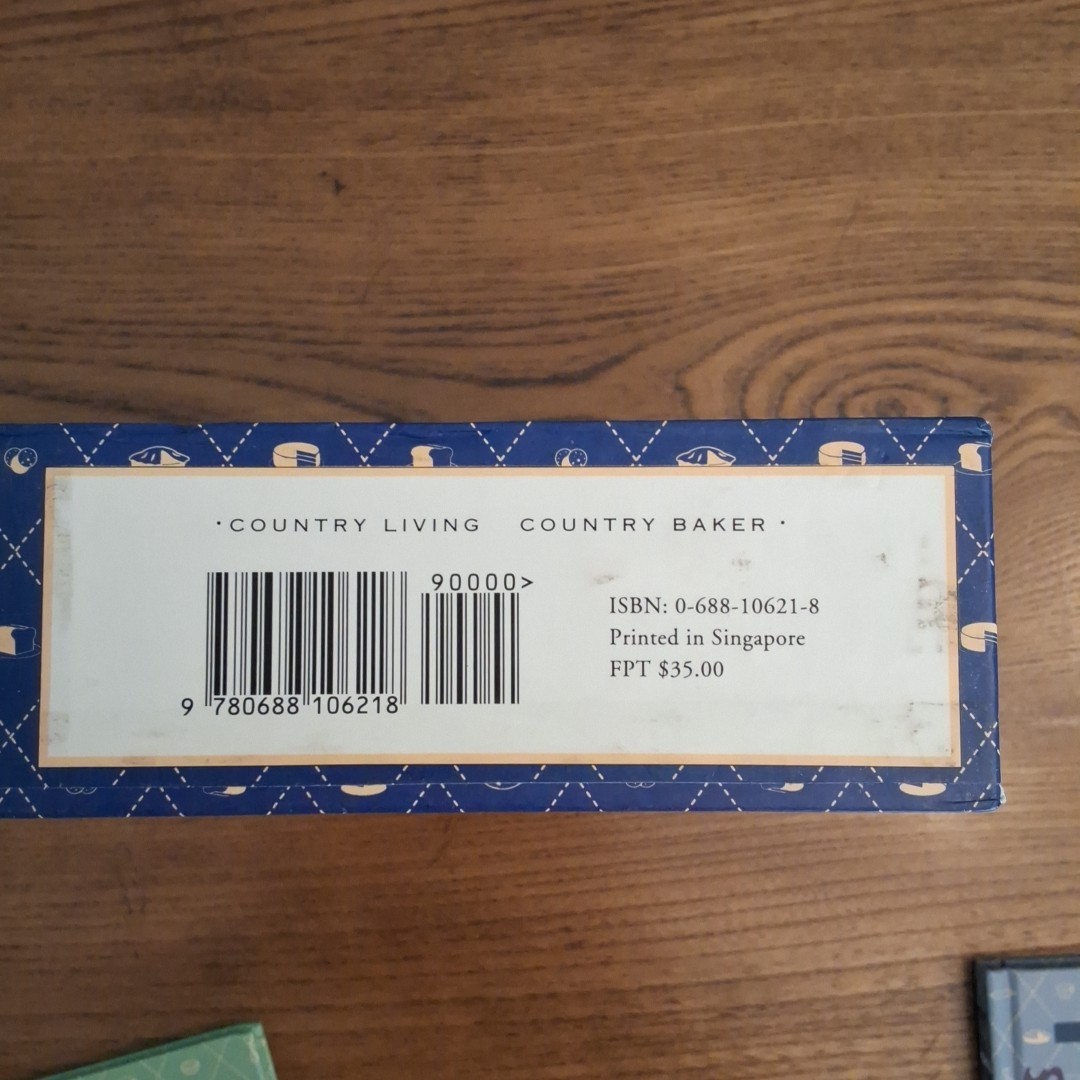 ·COUNTRY LIVING COUNTRY BAKER·
90000>
9 780688 106218
ISBN: 0-688-10621-8
Printed in Singapore
FPT $35.00